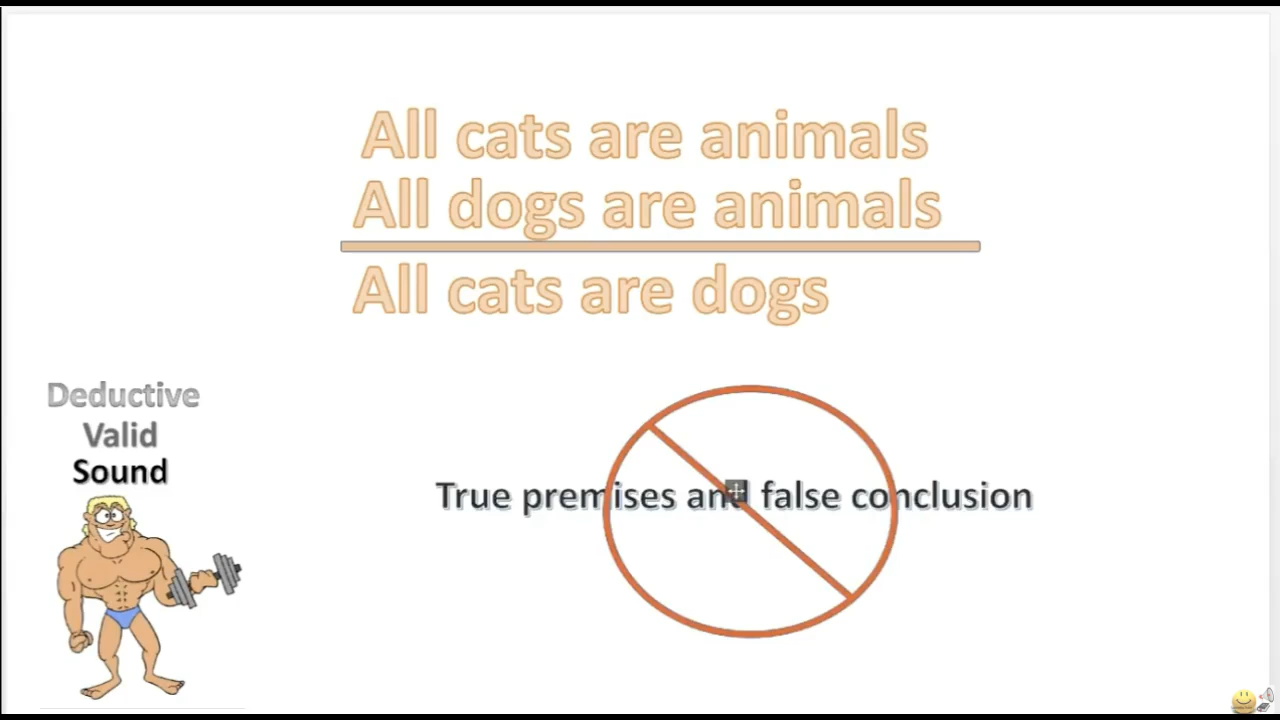 All cats are animals
All dogs are animals
All cats are dogs
Deductive
Valid
Sound
True premises and false conclusion